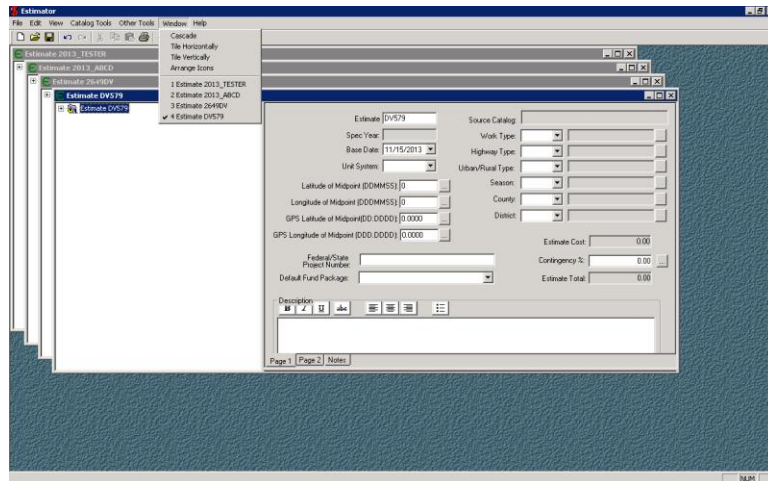 Estimator
File Edit View Catalog Tools Other Tools Window Help
Cascade
Tile Horizontally
Tile Vertically
Arrange Icons
1 Estimate 2013_TESTER
2 Estimate 2013_ABCD
3 Estimate 2649DV
4 Estimate DV579
Estimate 2013_TESTER
Estimate 2013_ABCD
Estimate 2649DV
Estimate DV579
Estimate DV579
Estimate: DV579
Source Catalog:
Spec Year:
Work Type:
Base Date: 11/15/2013
Highway Type:
Unit System:
Urban/Rural Type:
Latitude of Midpoint (DDMMSS): 0
Season:
Longitude of Midpoint (DDDMMSS): 0
County:
GPS Latitude of Midpoint(DD.DDDD): 0.0000
District:
GPS Longitude of Midpoint (DDD.DDDD): 0.0000
Estimate Cost: 0.00
Federal/State
Project Number:
Contingency %: 0.00
Default Fund Package:
Estimate Total: 0.00
Description
B I U abc
Page 1 Page 2 Notes
NUM